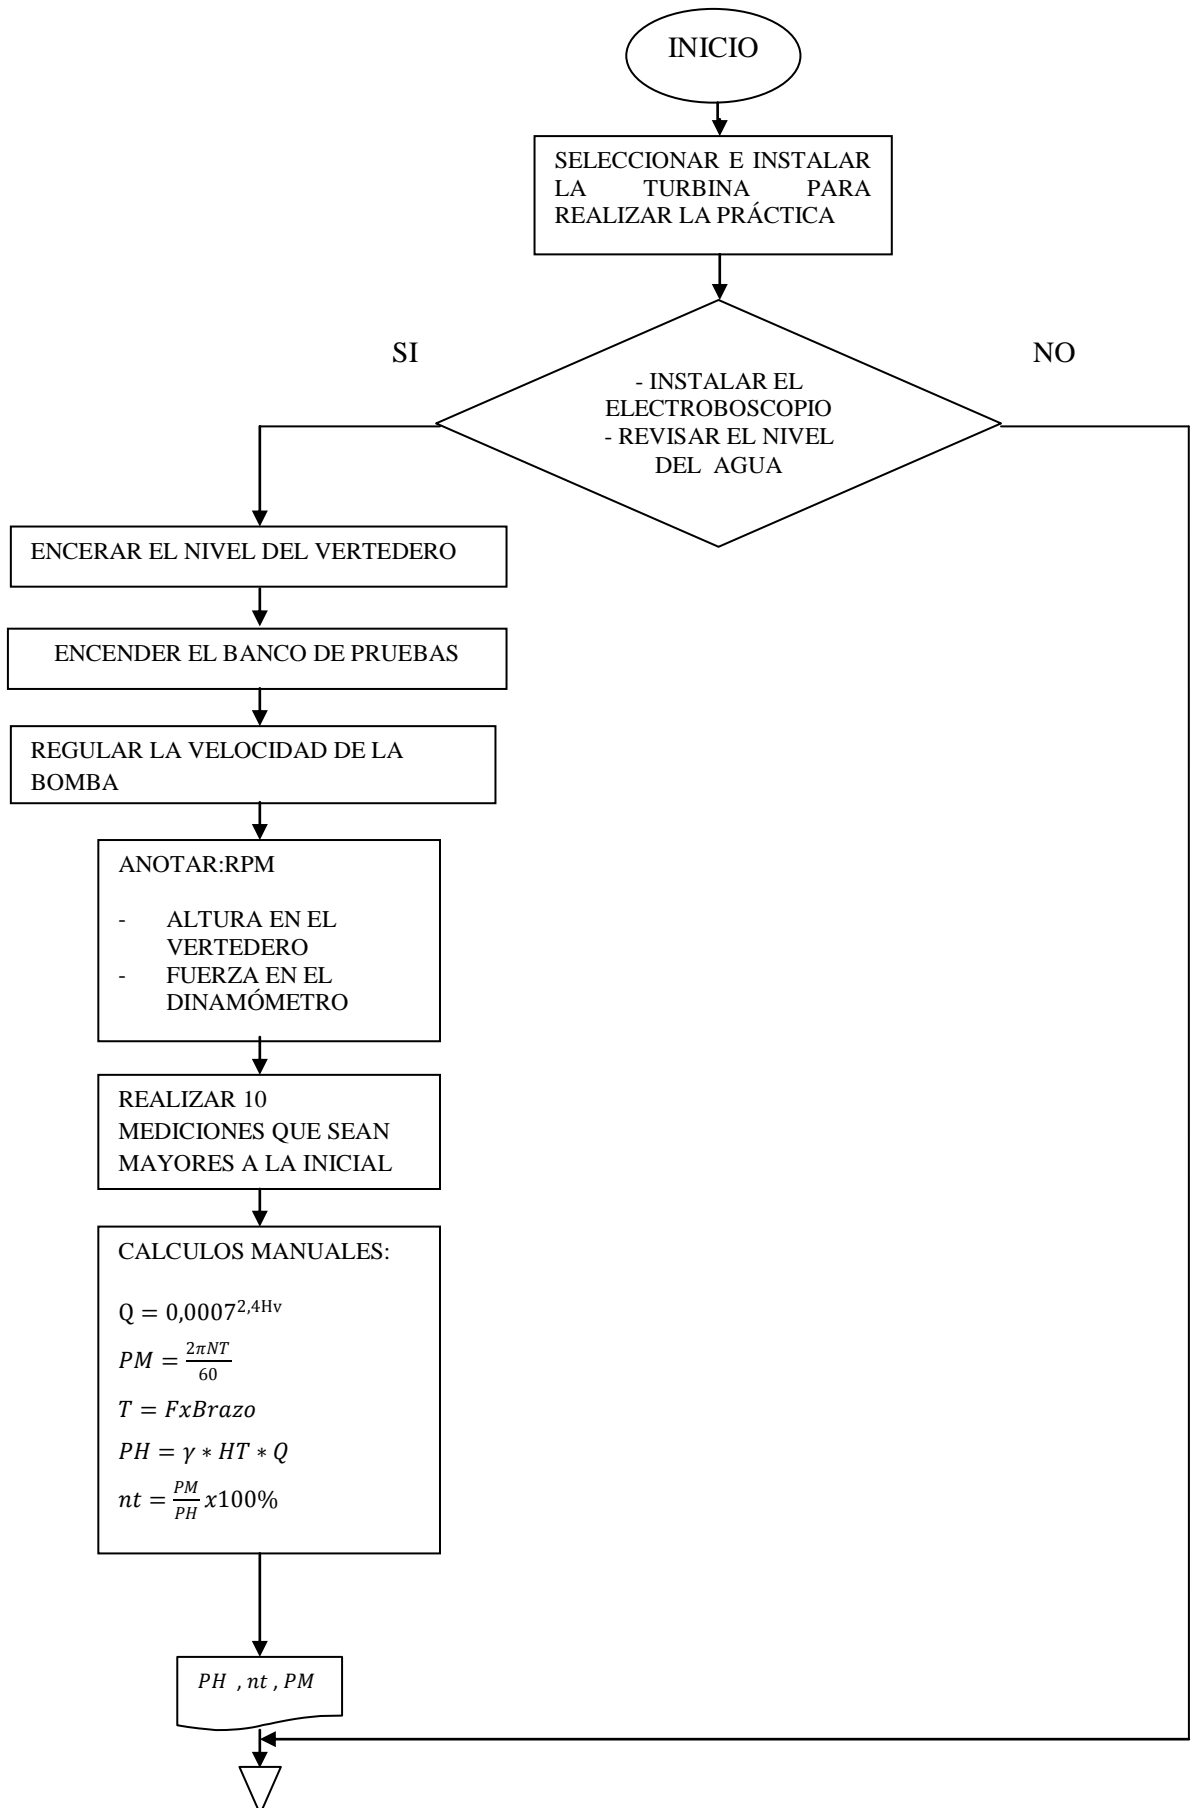 INICIO
SELECCIONAR E INSTALAR
LA TURBINA PARA
REALIZAR LA PRÁCTICA
SI
NO
- INSTALAR EL
ELECTROBOSCOPIO
- REVISAR EL NIVEL
DEL AGUA
ENCERAR EL NIVEL DEL VERTEDERO
ENCENDER EL BANCO DE PRUEBAS
REGULAR LA VELOCIDAD DE LA
BOMBA
ANOTAR:RPM
- ALTURA EN EL
VERTEDERO
- FUERZA EN EL
DINAMÓMETRO
REALIZAR 10
MEDICIONES QUE SEAN
MAYORES A LA INICIAL
CALCULOS MANUALES:
Q = 0,0007^{2,4Hv}
PM = \frac{2πNT}{60}
T = FxBrazo
PH = γ * HT * Q
nt = \frac{PM}{PH} x100%
PH , nt , PM